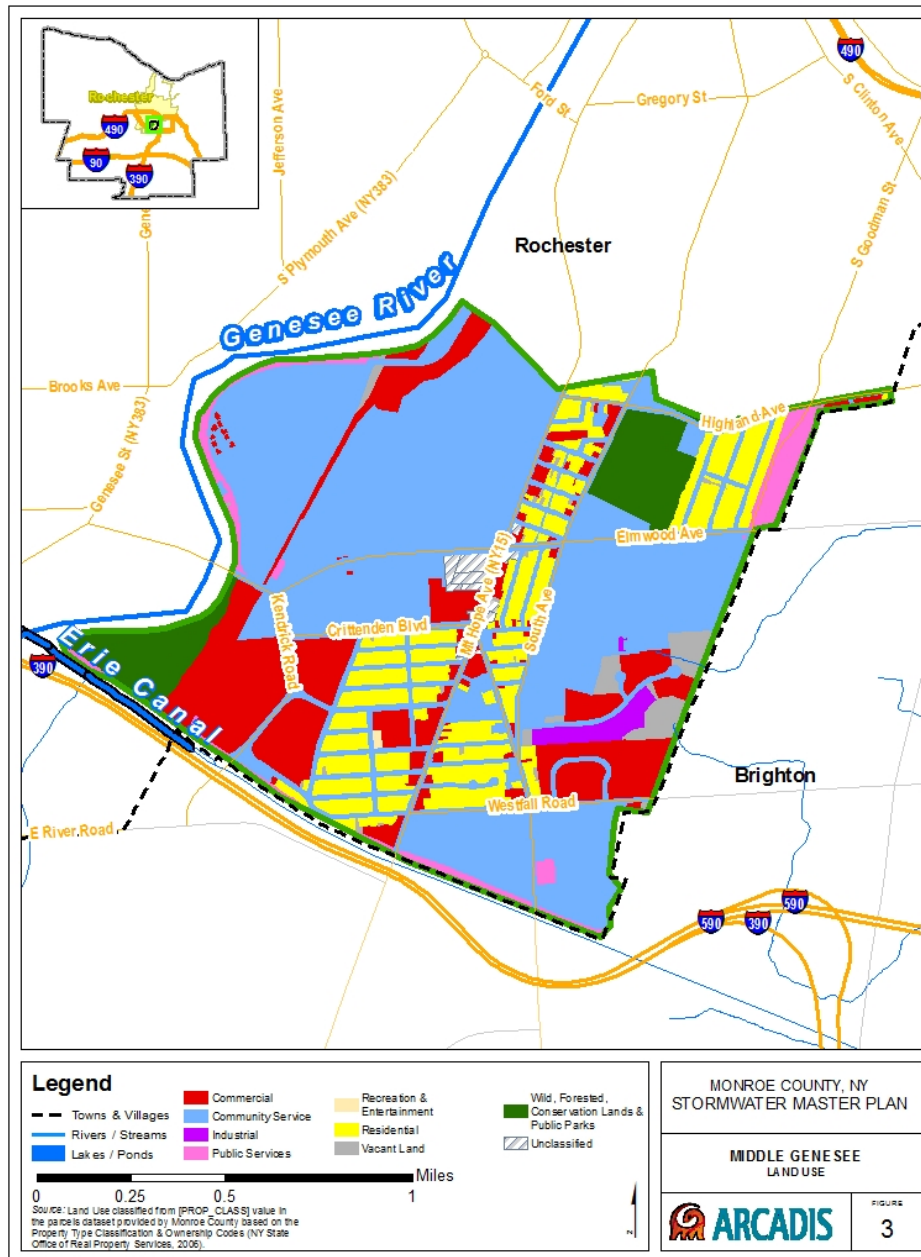 Rochester
490
90
390
490
Ford St
Gregory St
S Clinton Ave
Jefferson Ave
S Plymouth Ave (NY383)
S Goodman St
Rochester
Genesee River
Brooks Ave
Genesee St (NY383)
Highland Ave
Elmwood Ave
Mt Hope Ave (NY15)
South Ave
Kendrick Road
Crittenden Blvd
Erie Canal
390
Brighton
Westfall Road
E River Road
590
390
590
Legend
Towns & Villages
Rivers / Streams
Lakes / Ponds
Commercial
Community Service
Industrial
Public Services
Recreation &
Entertainment
Residential
Vacant Land
Wild, Forested,
Conservation Lands &
Public Parks
Unclassified
Miles
0 0.25 0.5 1
Source: Land Use classified from [PROP_CLASS] value in
the parcels dataset provided by Monroe County based on the
Property Type Classification & Ownership Codes (NY State
Office of Real Property Services, 2006).
N
MONROE COUNTY, NY
STORMWATER MASTER PLAN
MIDDLE GENESEE
LAND USE
ARCADIS
FIGURE
3